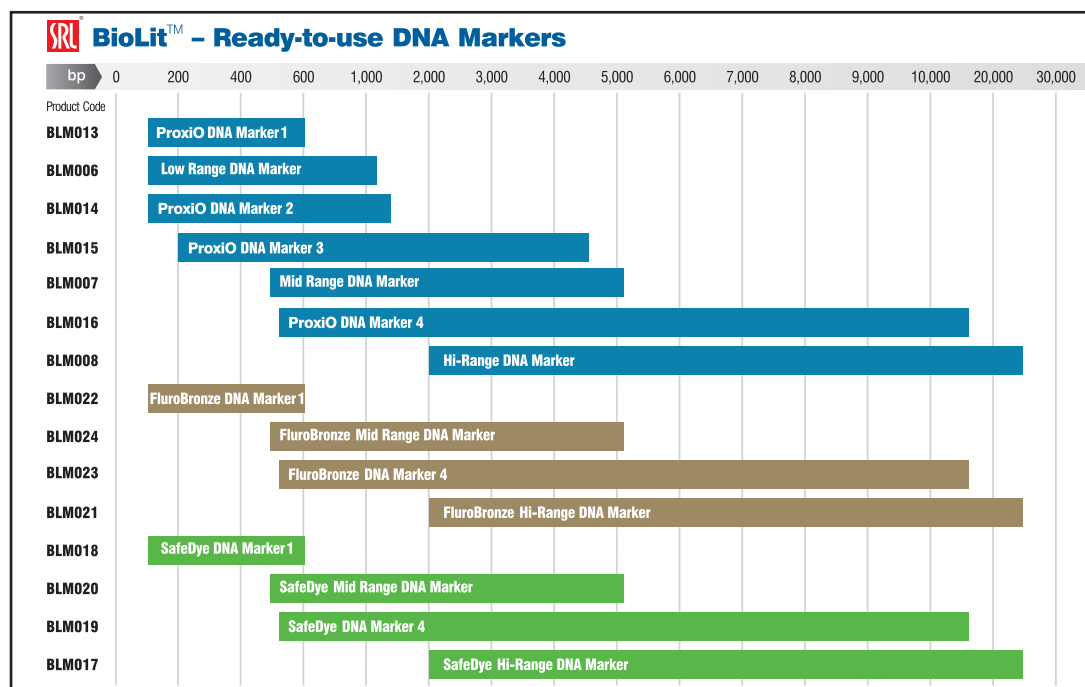 SRL® BioLit™ – Ready-to-use DNA Markers
bp 0 200 400 600 1,000 2,000 3,000 4,000 5,000 6,000 7,000 8,000 9,000 10,000 20,000 30,000
Product Code
BLM013 ProxiO DNA Marker 1
BLM006 Low Range DNA Marker
BLM014 ProxiO DNA Marker 2
BLM015 ProxiO DNA Marker 3
BLM007 Mid Range DNA Marker
BLM016 ProxiO DNA Marker 4
BLM008 Hi-Range DNA Marker
BLM022 FluroBronze DNA Marker 1
BLM024 FluroBronze Mid Range DNA Marker
BLM023 FluroBronze DNA Marker 4
BLM021 FluroBronze Hi-Range DNA Marker
BLM018 SafeDye DNA Marker 1
BLM020 SafeDye Mid Range DNA Marker
BLM019 SafeDye DNA Marker 4
BLM017 SafeDye Hi-Range DNA Marker